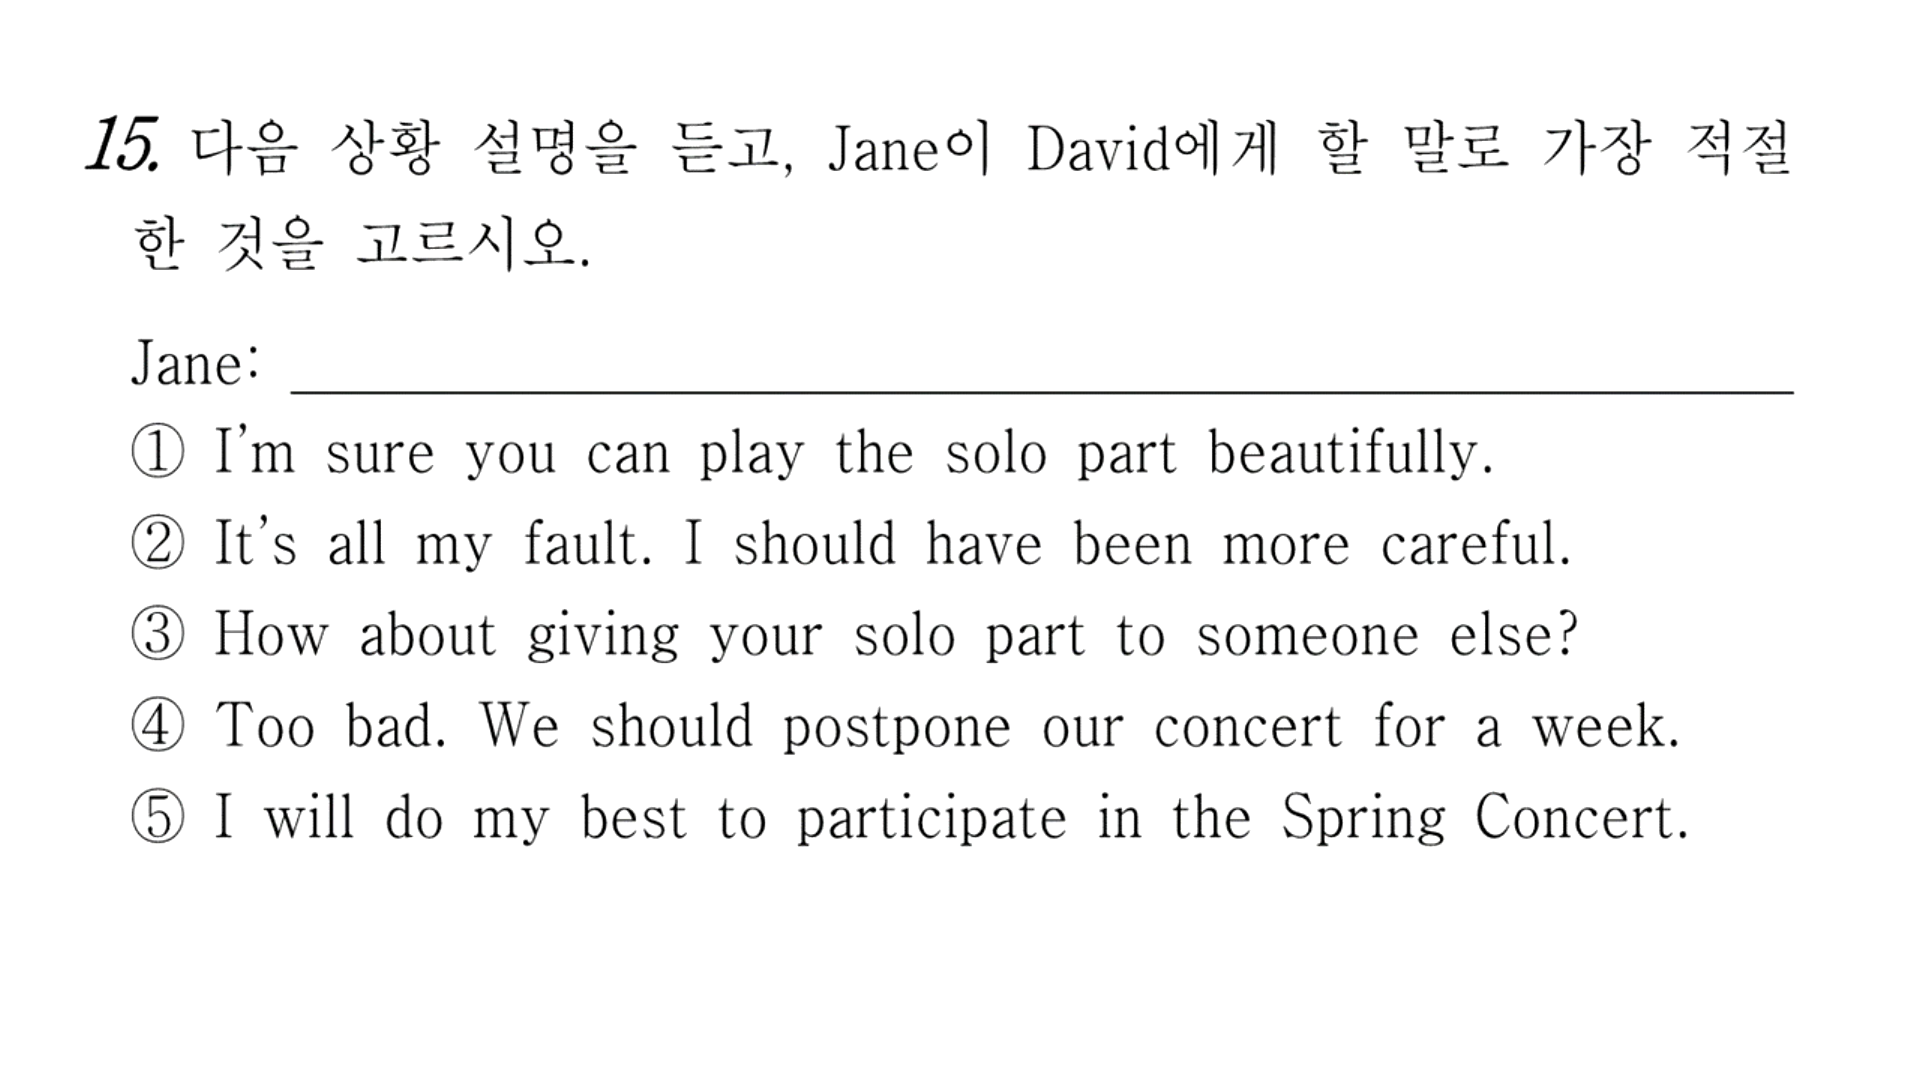 15. 다음 상황 설명을 듣고, Jane이 David에게 할 말로 가장 적절
한 것을 고르시오.
Jane: ______________________________
① I'm sure you can play the solo part beautifully.
② It's all my fault. I should have been more careful.
③ How about giving your solo part to someone else?
④ Too bad. We should postpone our concert for a week.
⑤ I will do my best to participate in the Spring Concert.